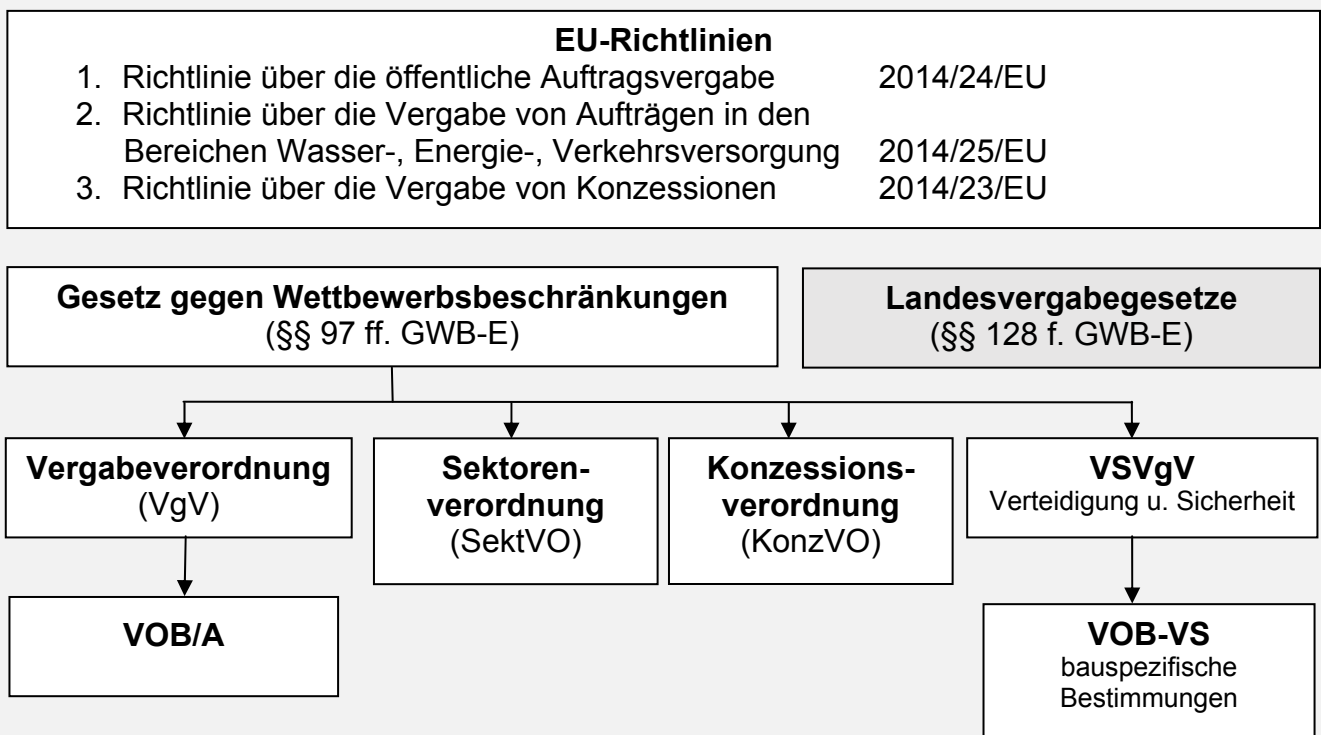 EU-Richtlinien
1. Richtlinie über die öffentliche Auftragsvergabe 2014/24/EU
2. Richtlinie über die Vergabe von Aufträgen in den
Bereichen Wasser-, Energie-, Verkehrsversorgung 2014/25/EU
3. Richtlinie über die Vergabe von Konzessionen 2014/23/EU
Gesetz gegen Wettbewerbsbeschränkungen
(§§ 97 ff. GWB-E)
Landesvergabegesetze
(§§ 128 f. GWB-E)
Vergabeverordnung
(VgV)
Sektoren-
verordnung
(SektVO)
Konzessions-
verordnung
(KonzVO)
VSVgV
Verteidigung u. Sicherheit
VOB/A
VOB-VS
bauspezifische
Bestimmungen